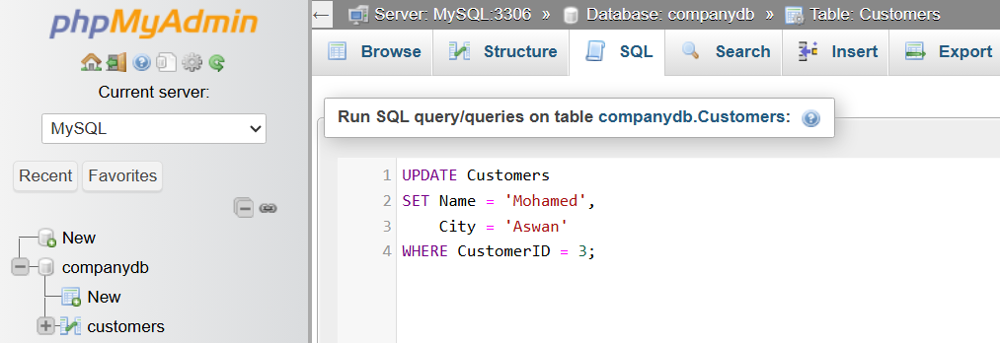 phpMyAdmin
Current server:
MySQL
Recent Favorites
New
companydb
New
customers
Server: MySQL:3306 » Database: companydb » Table: Customers
Browse Structure SQL Search Insert Export
Run SQL query/queries on table companydb.Customers:
1 UPDATE Customers
2 SET Name = 'Mohamed',
3 City = 'Aswan'
4 WHERE CustomerID = 3;